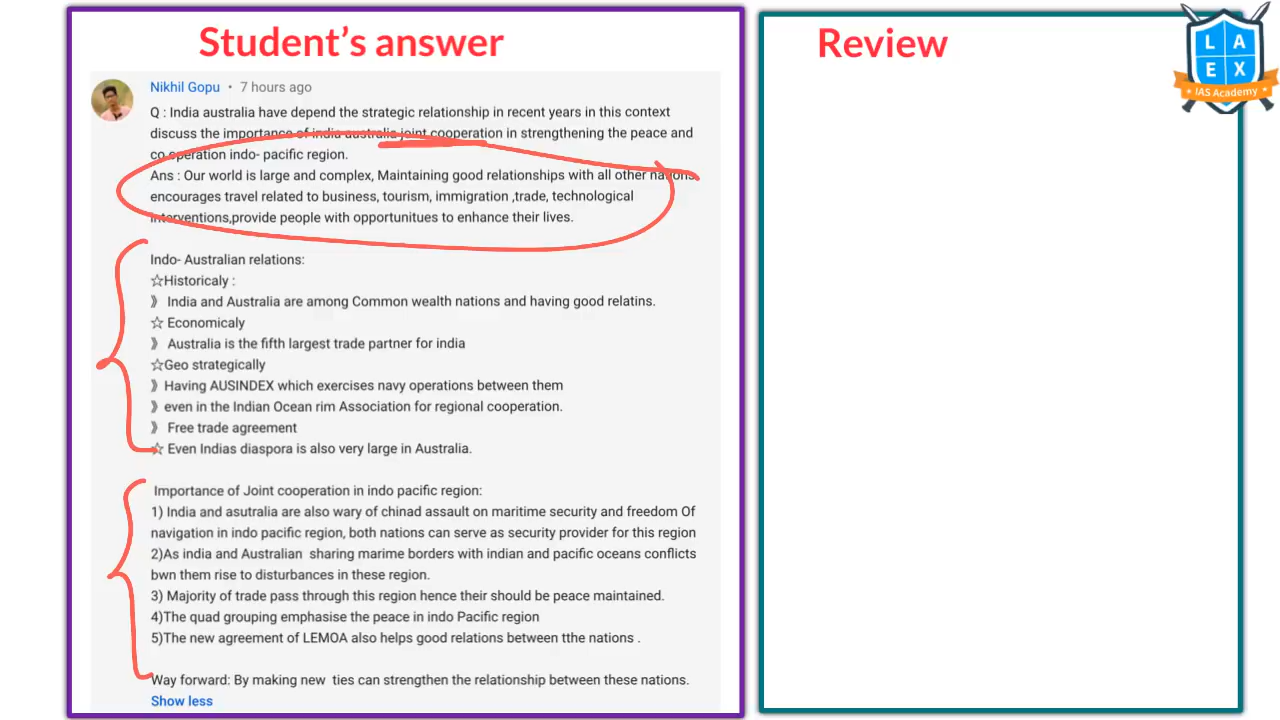 Student's answer
Nikhil Gopu • 7 hours ago
Q : India australia have depend the strategic relationship in recent years in this context
discuss the importance of india australia joint cooperation in strengthening the peace and
co operation indo- pacific region.
Ans : Our world is large and complex, Maintaining good relationships with all other nations,
encourages travel related to business, tourism, immigration ,trade, technological
interventions,provide people with opportunitues to enhance their lives.
Indo- Australian relations:
☆Historicaly :
》 India and Australia are among Common wealth nations and having good relatins.
☆ Economicaly
》 Australia is the fifth largest trade partner for india
☆Geo strategically
》Having AUSINDEX which exercises navy operations between them
》even in the Indian Ocean rim Association for regional cooperation.
》 Free trade agreement
☆ Even Indias diaspora is also very large in Australia.
Importance of Joint cooperation in indo pacific region:
1) India and asutralia are also wary of chinad assault on maritime security and freedom Of
navigation in indo pacific region, both nations can serve as security provider for this region
2)As india and Australian sharing marime borders with indian and pacific oceans conflicts
bwn them rise to disturbances in these region.
3) Majority of trade pass through this region hence their should be peace maintained.
4)The quad grouping emphasise the peace in indo Pacific region
5)The new agreement of LEMOA also helps good relations between tthe nations .
Way forward: By making new ties can strengthen the relationship between these nations.
Show less
Review
L A
E X
IAS Academy